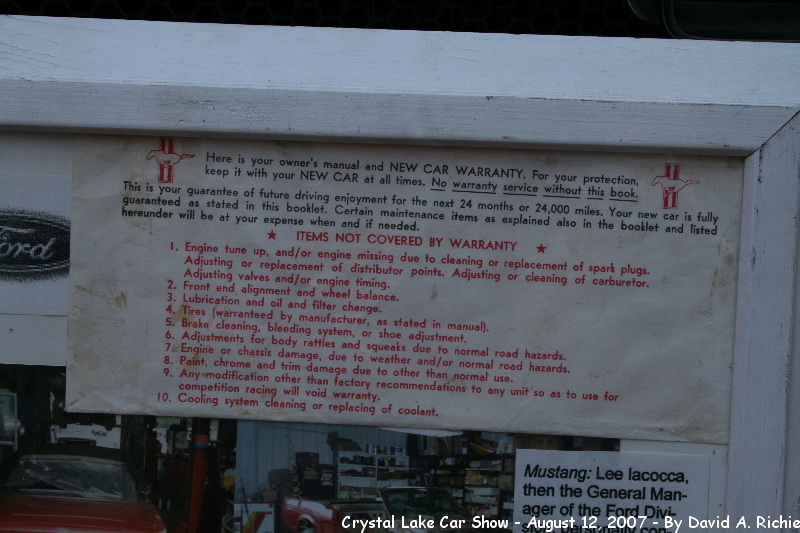 Here is your owner's manual and NEW CAR WARRANTY. For your protection,
keep it with your NEW CAR at all times. No warranty service without this book.
This is your guarantee of future driving enjoyment for the next 24 months or 24,000 miles. Your new car is fully
guaranteed as stated in this booklet. Certain maintenance items as explained also in the booklet and listed
hereunder will be at your expense when and if needed.
★ ITEMS NOT COVERED BY WARRANTY ★
1. Engine tune up, and/or engine missing due to cleaning or replacement of spark plugs.
Adjusting or replacement of distributor points. Adjusting or cleaning of carburetor.
Adjusting valves and/or engine timing.
2. Front end alignment and wheel balance.
3. Lubrication and oil and filter change.
4. Tires (warranteed by manufacturer, as stated in manual).
5. Brake cleaning, bleeding system, or shoe adjustment.
6. Adjustments for body rattles and squeaks due to normal road hazards.
7. Engine or chassis damage, due to weather and/or normal road hazards.
8. Paint, chrome and trim damage due to other than normal use.
9. Any modification other than factory recommendations to any unit so as to use for
competition racing will void warranty.
10. Cooling system cleaning or replacing of coolant.
Ford
Mustang: Lee Iacocca,
then the General Man-
ager of the Ford Divi-
sion, personally con-
Crystal Lake Car Show - August 12, 2007 - By David A. Richie